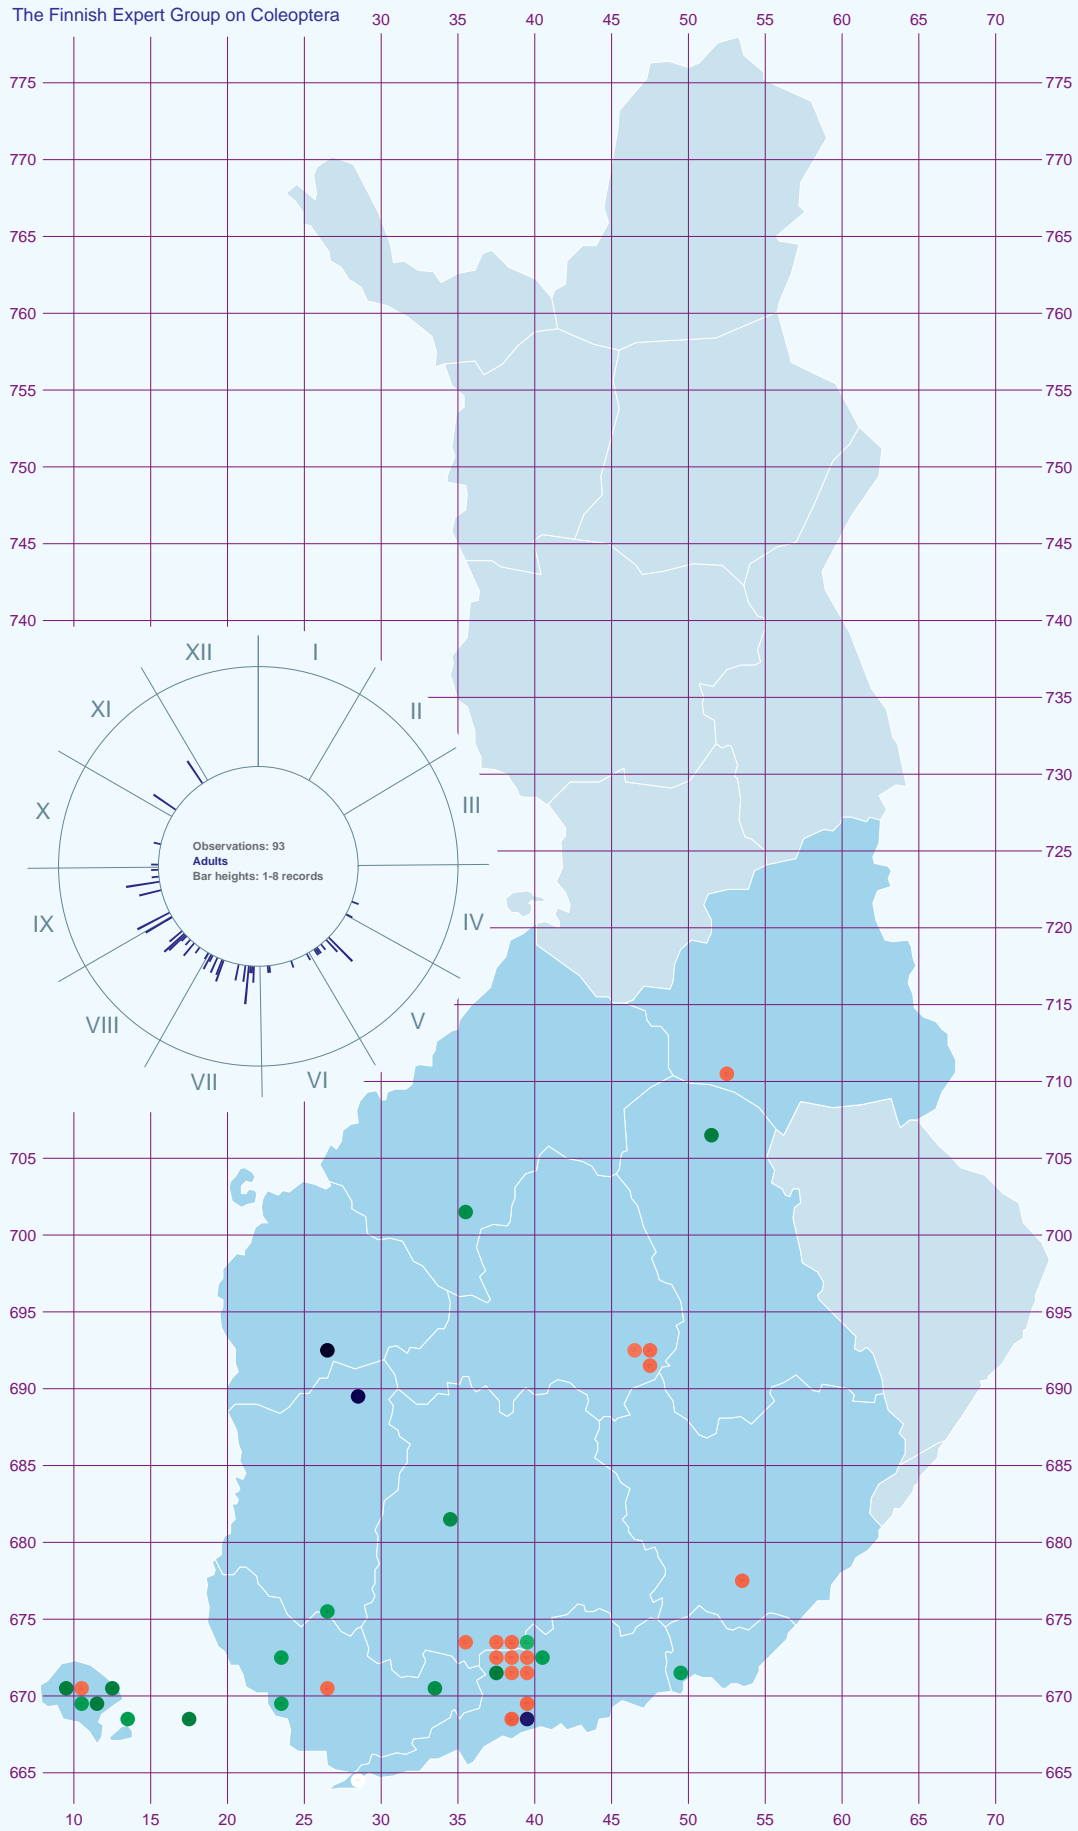 The Finnish Expert Group on Coleoptera
30 35 40 45 50 55 60 65 70
775 775
770 770
765 765
760 760
755 755
750 750
745 745
740 740
XII I
735
XI II
730
X III
725
Observations: 93
Adults
Bar heights: 1-8 records
IX IV
720
VIII V
715
VII VI
710
705 705
700 700
695 695
690 690
685 685
680 680
675 675
670 670
665 665
10 15 20 25 30 35 40 45 50 55 60 65 70